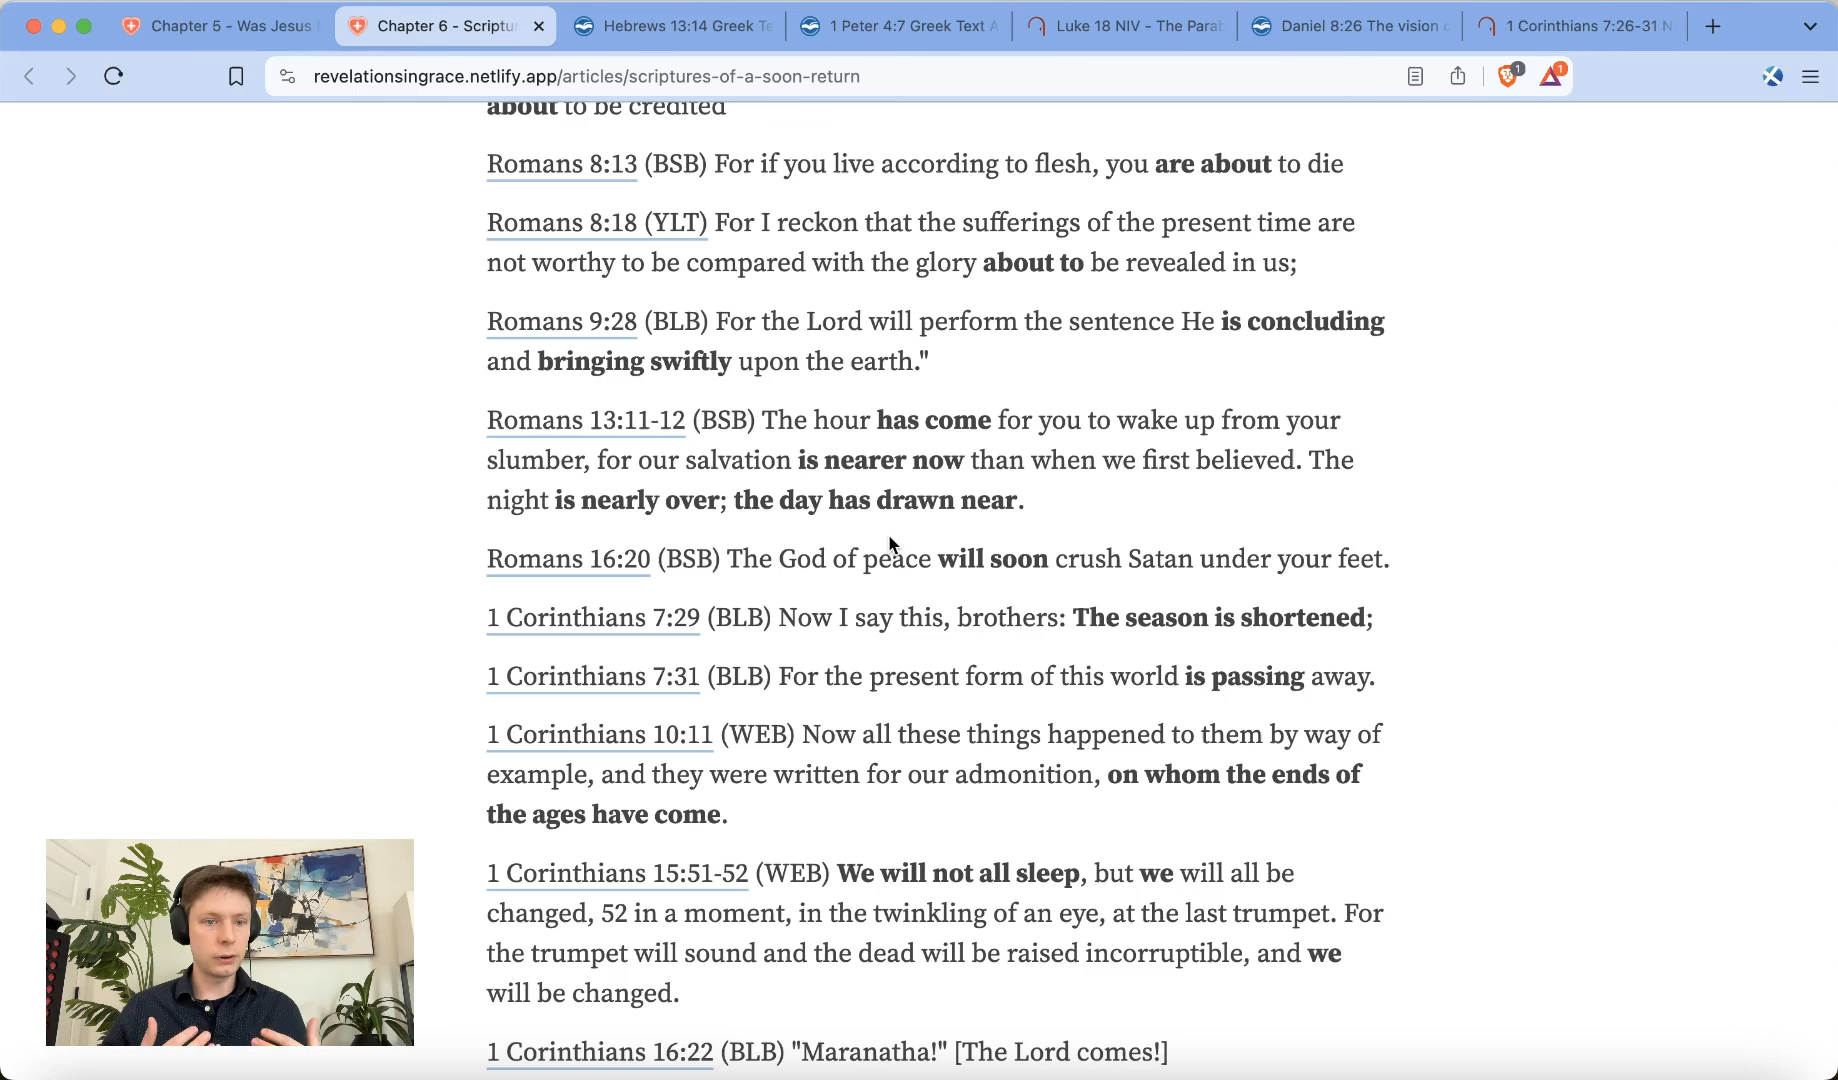 Chapter 5 - Was Jesus
Chapter 6 - Scriptur
Hebrews 13:14 Greek Te
1 Peter 4:7 Greek Text A
Luke 18 NIV - The Parab
Daniel 8:26 The vision
1 Corinthians 7:26-31 N
revelationsingrace.netlify.app/articles/scriptures-of-a-soon-return
1
1
about to be credited
Romans 8:13 (BSB) For if you live according to flesh, you are about to die
Romans 8:18 (YLT) For I reckon that the sufferings of the present time are
not worthy to be compared with the glory about to be revealed in us;
Romans 9:28 (BLB) For the Lord will perform the sentence He is concluding
and bringing swiftly upon the earth."
Romans 13:11-12 (BSB) The hour has come for you to wake up from your
slumber, for our salvation is nearer now than when we first believed. The
night is nearly over; the day has drawn near.
Romans 16:20 (BSB) The God of peace will soon crush Satan under your feet.
1 Corinthians 7:29 (BLB) Now I say this, brothers: The season is shortened;
1 Corinthians 7:31 (BLB) For the present form of this world is passing away.
1 Corinthians 10:11 (WEB) Now all these things happened to them by way of
example, and they were written for our admonition, on whom the ends of
the ages have come.
1 Corinthians 15:51-52 (WEB) We will not all sleep, but we will all be
changed, 52 in a moment, in the twinkling of an eye, at the last trumpet. For
the trumpet will sound and the dead will be raised incorruptible, and we
will be changed.
1 Corinthians 16:22 (BLB) "Maranatha!" [The Lord comes!]